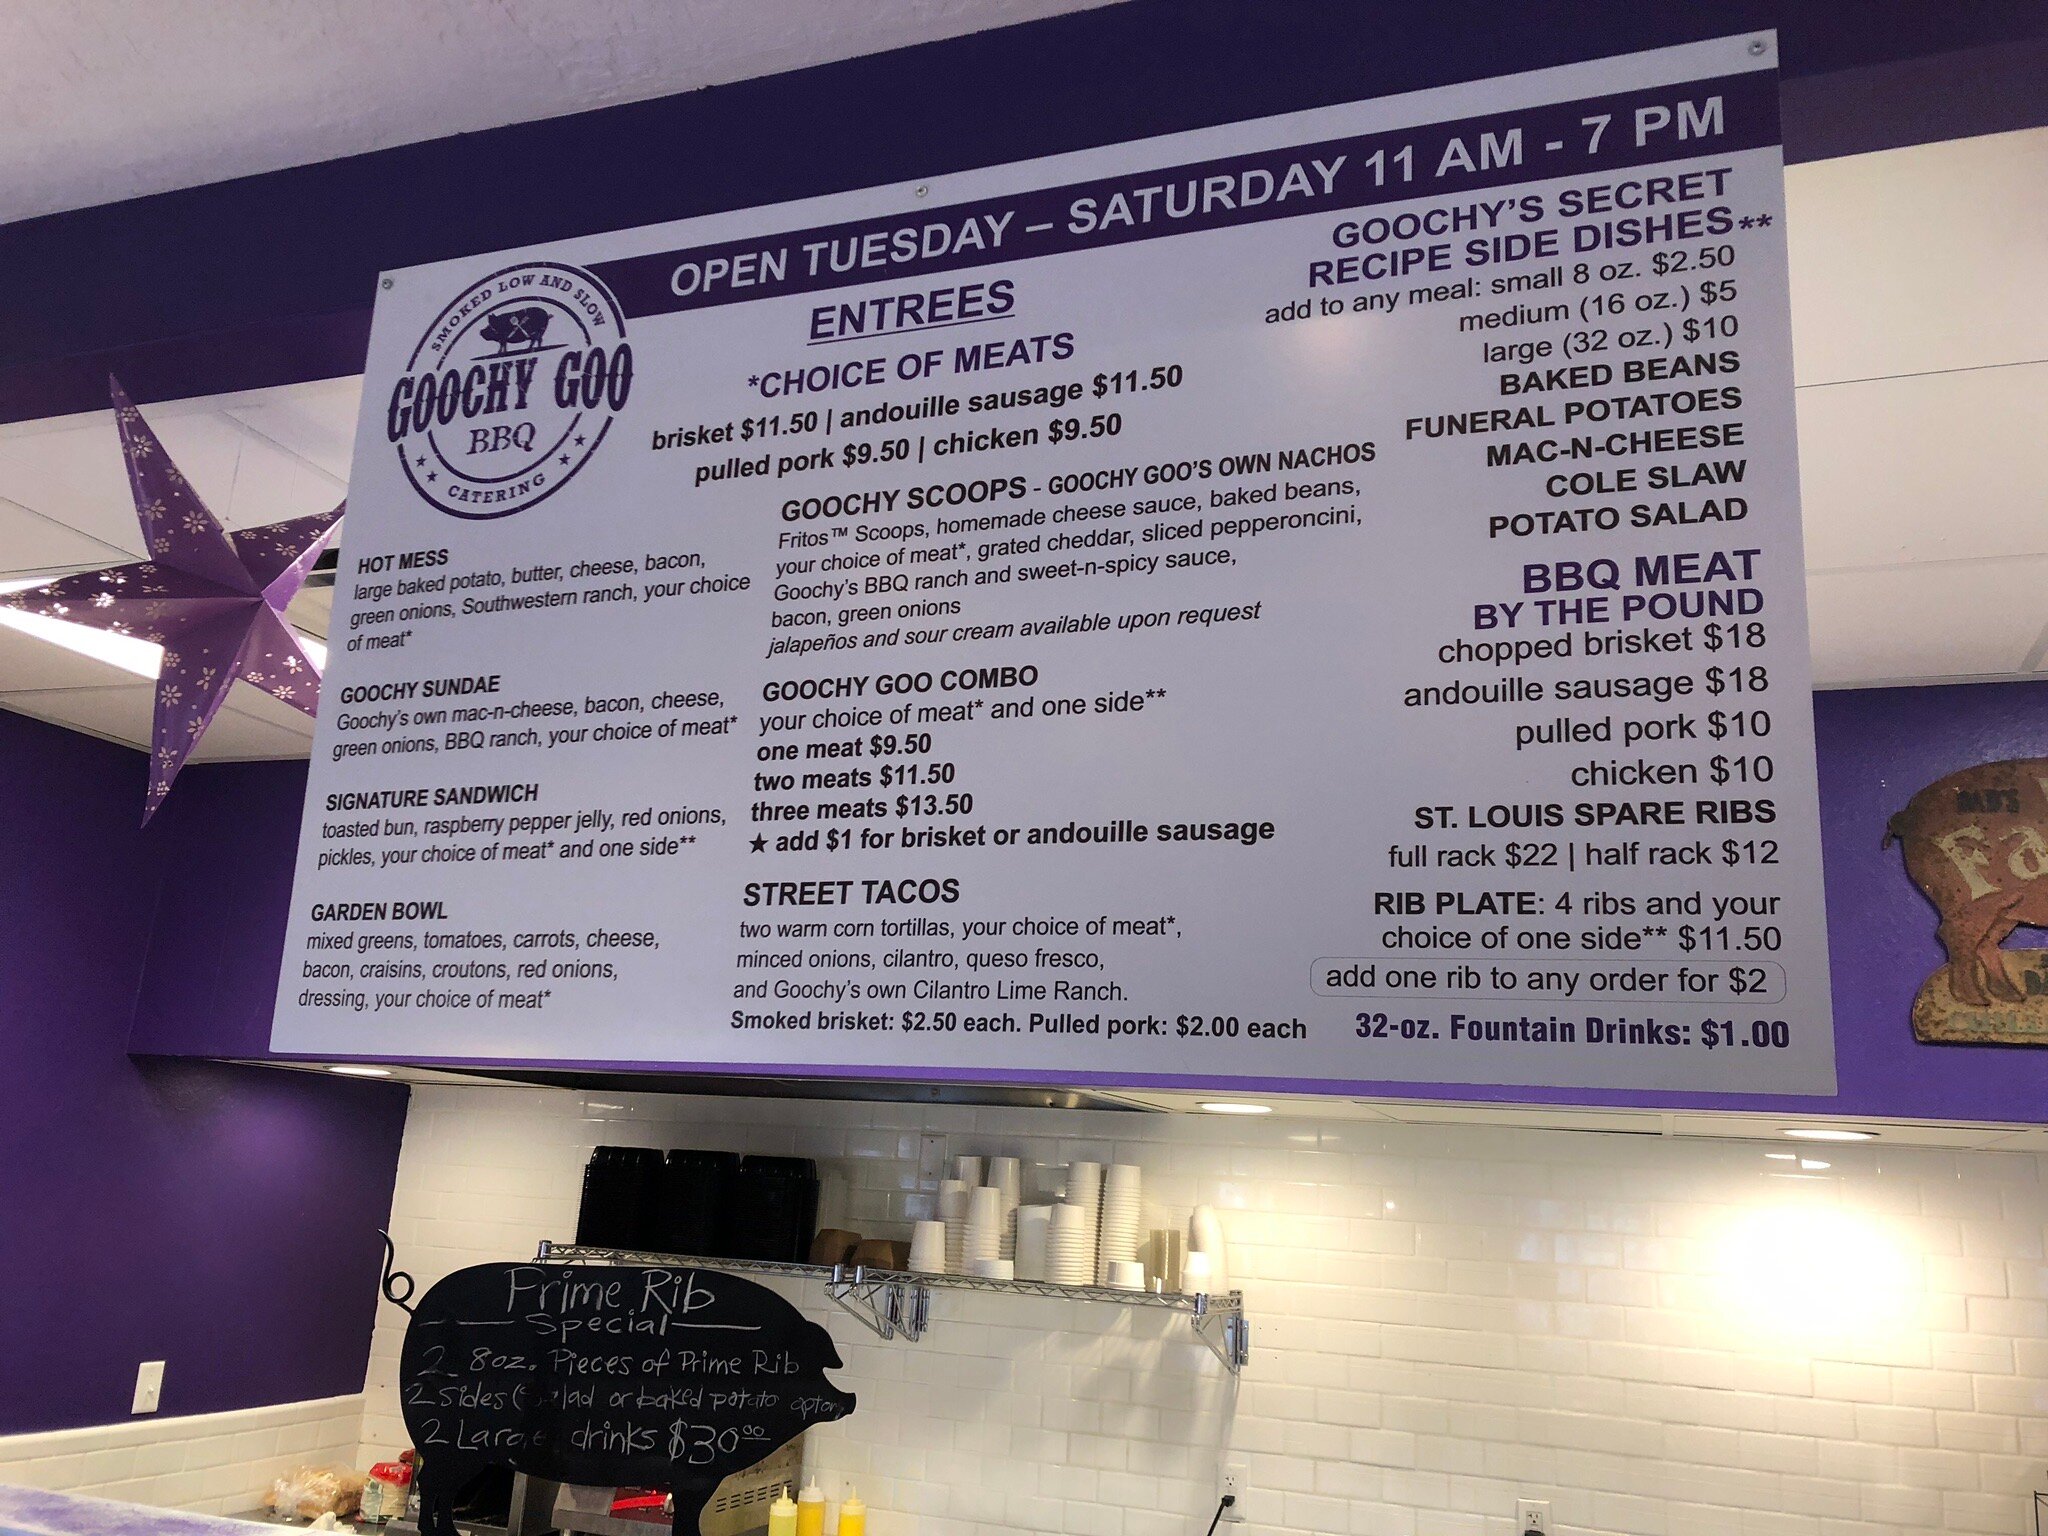 OPEN TUESDAY – SATURDAY 11 AM - 7 PM
SMOKED LOW AND SLOW
GOOCHY GOO
BBQ
CATERING
HOT MESS
large baked potato, butter, cheese, bacon,
green onions, Southwestern ranch, your choice
of meat*
GOOCHY SUNDAE
Goochy's own mac-n-cheese, bacon, cheese,
green onions, BBQ ranch, your choice of meat*
SIGNATURE SANDWICH
toasted bun, raspberry pepper jelly, red onions,
pickles, your choice of meat* and one side**
GARDEN BOWL
mixed greens, tomatoes, carrots, cheese,
bacon, craisins, croutons, red onions,
dressing, your choice of meat*
ENTREES
*CHOICE OF MEATS
brisket $11.50 | andouille sausage $11.50
pulled pork $9.50 | chicken $9.50
GOOCHY SCOOPS - GOOCHY GOO'S OWN NACHOS
Fritos™ Scoops, homemade cheese sauce, baked beans,
your choice of meat*, grated cheddar, sliced pepperoncini,
Goochy's BBQ ranch and sweet-n-spicy sauce,
bacon, green onions
jalapeños and sour cream available upon request
GOOCHY GOO COMBO
your choice of meat* and one side**
one meat $9.50
two meats $11.50
three meats $13.50
★ add $1 for brisket or andouille sausage
STREET TACOS
two warm corn tortillas, your choice of meat*,
minced onions, cilantro, queso fresco,
and Goochy's own Cilantro Lime Ranch.
Smoked brisket: $2.50 each. Pulled pork: $2.00 each
GOOCHY'S SECRET
RECIPE SIDE DISHES**
add to any meal: small 8 oz. $2.50
medium (16 oz.) $5
large (32 oz.) $10
BAKED BEANS
FUNERAL POTATOES
MAC-N-CHEESE
COLE SLAW
POTATO SALAD
BBQ MEAT
BY THE POUND
chopped brisket $18
andouille sausage $18
pulled pork $10
chicken $10
ST. LOUIS SPARE RIBS
full rack $22 | half rack $12
RIB PLATE: 4 ribs and your
choice of one side** $11.50
add one rib to any order for $2
32-oz. Fountain Drinks: $1.00
Prime Rib
Special
2 8oz. Pieces of Prime Rib
2 Sides ( or baked potato
2 drinks $30.00